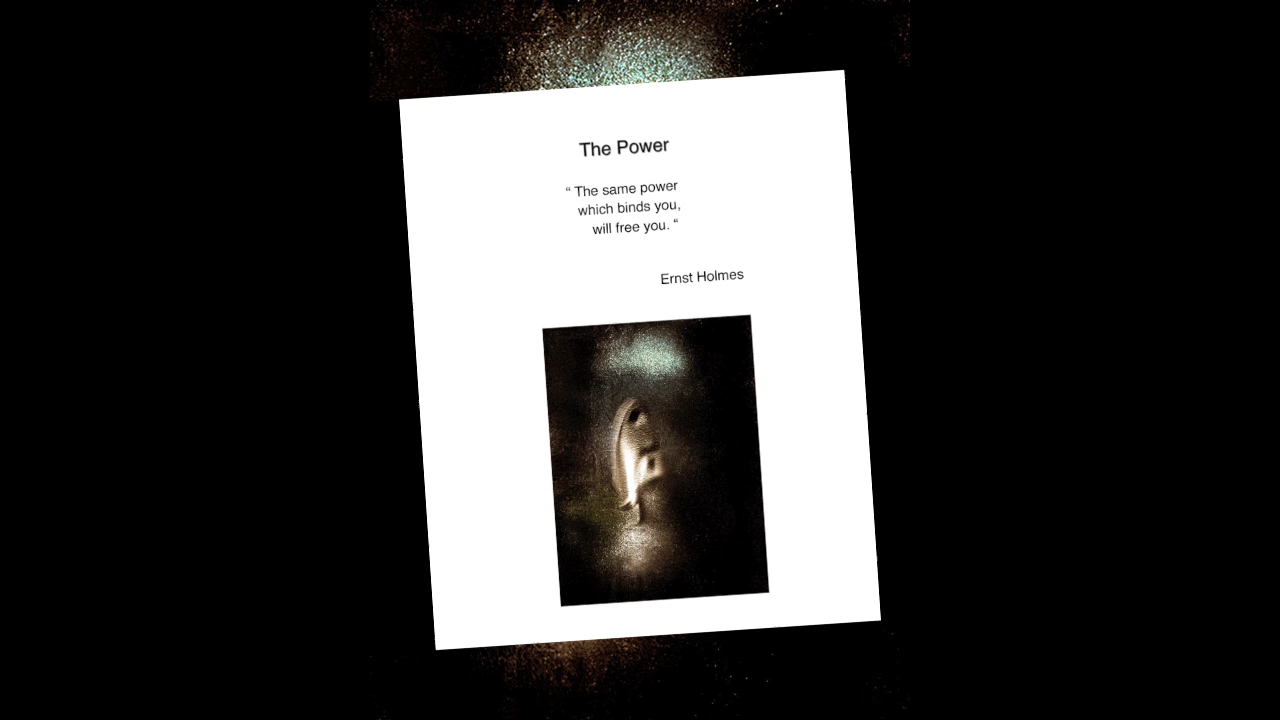 The Power
“ The same power
which binds you,
will free you. “
Ernst Holmes